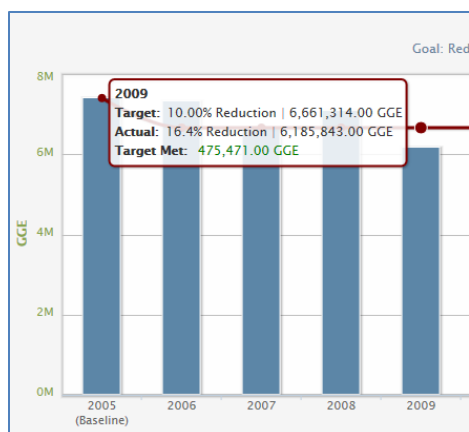 Goal: Red
8M
2009
Target: 10.00% Reduction | 6,661,314.00 GGE
Actual: 16.4% Reduction | 6,185,843.00 GGE
Target Met: 475,471.00 GGE
6M
GGE
4M
2M
0M
2005 2006 2007 2008 2009
(Baseline)